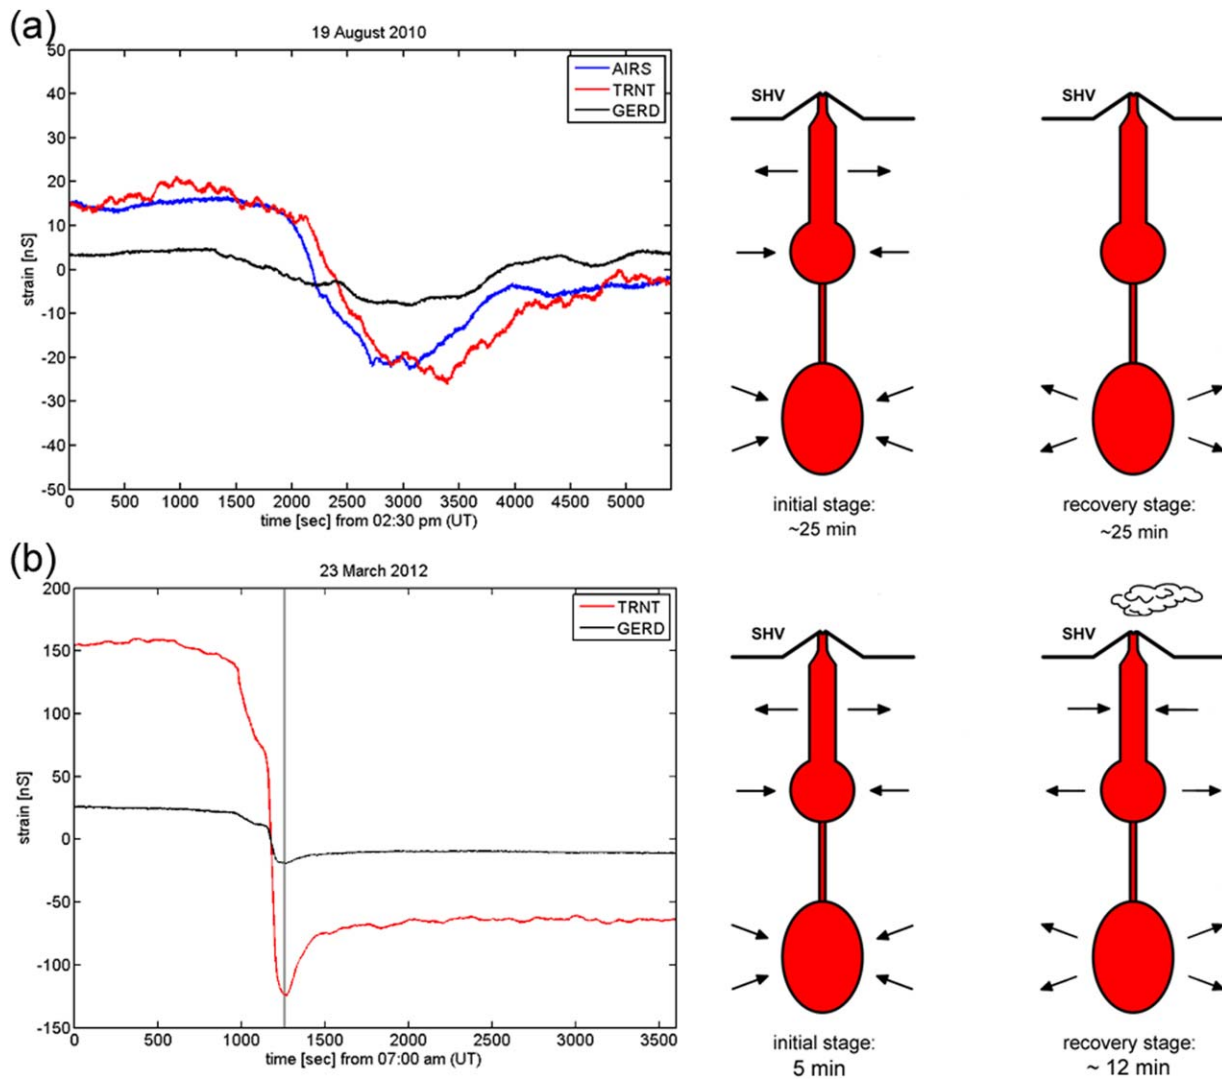 (a)
19 August 2010
50
40
30
20
10
0
-10
-20
-30
-40
-50
strain [nS]
AIRS
TRNT
GERD
0 500 1000 1500 2000 2500 3000 3500 4000 4500 5000
time [sec] from 02:30 pm (UT)
SHV
initial stage:
~25 min
SHV
recovery stage:
~25 min
(b)
23 March 2012
200
150
100
50
0
-50
-100
-150
strain [nS]
TRNT
GERD
0 500 1000 1500 2000 2500 3000 3500
time [sec] from 07:00 am (UT)
SHV
initial stage:
5 min
SHV
recovery stage:
~ 12 min